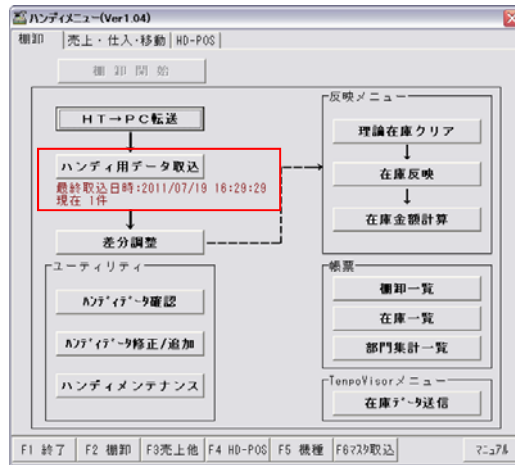 ハンディメニュー(Ver1.04)
棚卸
売上・仕入・移動
HD-POS
棚 卸 開 始
HT→PC転送
ハンディ用データ取込
最終取込日時:2011/07/19 16:29:29
現在 1件
差分調整
ユーティリティ
ﾊﾝﾃﾞｨﾃﾞｰﾀ確認
ﾊﾝﾃﾞｨﾃﾞｰﾀ修正/追加
ハンディメンテナンス
反映メニュー
理論在庫クリア
在庫反映
在庫金額計算
帳票
棚卸一覧
在庫一覧
部門集計一覧
TenpoVisorメニュー
在庫ﾃﾞｰﾀ送信
F1 終了
F2 棚卸
F3売上他
F4 HD-POS
F5 機種
F6ﾏｽﾀ取込
ﾏﾆｭｱﾙ